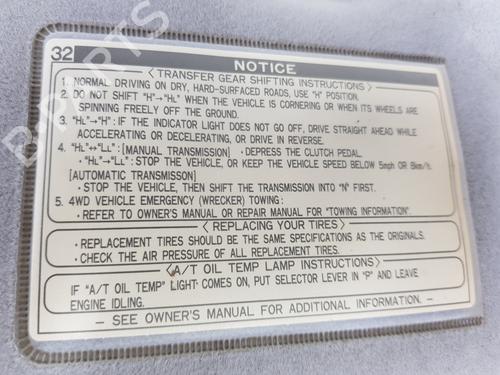 32
NOTICE
〈TRANSFER GEAR SHIFTING INSTRUCTIONS〉
1. NORMAL DRIVING ON DRY, HARD-SURFACED ROADS, USE "H" POSITION.
2. DO NOT SHIFT "H"→"HL" WHEN THE VEHICLE IS CORNERING OR WHEN ITS WHEELS ARE
SPINNING FREELY OFF THE GROUND.
3. "HL"→"H": IF THE INDICATOR LIGHT DOES NOT GO OFF, DRIVE STRAIGHT AHEAD WHILE
ACCELERATING OR DECELERATING, OR DRIVE IN REVERSE.
4. "HL"↔"LL": [MANUAL TRANSMISSION] • DEPRESS THE CLUTCH PEDAL.
• "HL"→"LL": STOP THE VEHICLE, OR KEEP THE VEHICLE SPEED BELOW 5mph OR 8km/h.
[AUTOMATIC TRANSMISSON]
• STOP THE VEHICLE, THEN SHIFT THE TRANSMISSION INTO "N" FIRST.
5. 4WD VEHICLE EMERGENCY (WRECKER) TOWING:
• REFER TO OWNER'S MANUAL OR REPAIR MANUAL FOR "TOWING INFORMATION".
〈REPLACING YOUR TIRES〉
• REPLACEMENT TIRES SHOULD BE THE SAME SPECIFICATIONS AS THE ORIGINALS.
• CHECK THE AIR PRESSURE OF ALL REPLACEMENT TIRES.
〈A/T OIL TEMP LAMP INSTRUCTIONS〉
IF "A/T OIL TEMP" LIGHT COMES ON, PUT SELECTOR LEVER IN "P" AND LEAVE
ENGINE IDLING.
— SEE OWNER'S MANUAL FOR ADDITIONAL INFORMATION. —